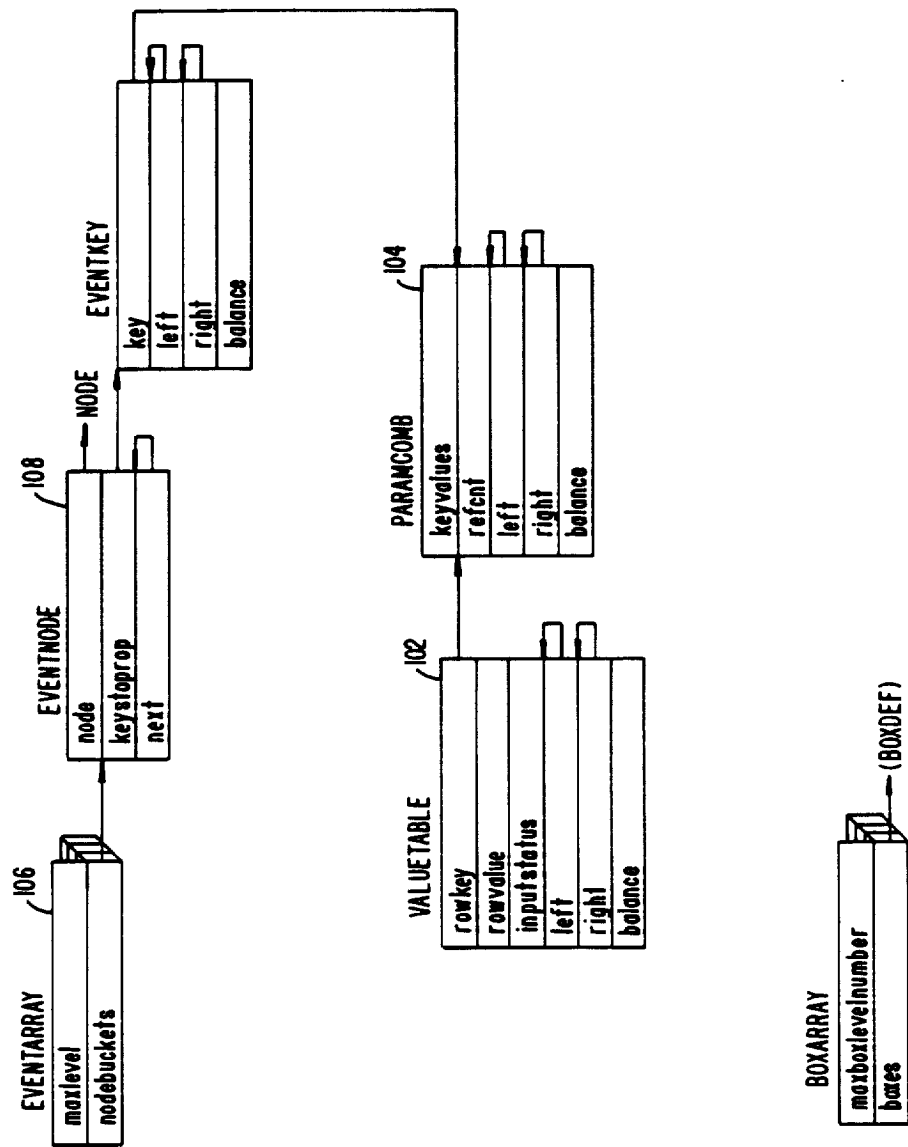 EVENTARRAY
106
maxlevel
nodebuckets
EVENTNODE
108
node
keystoprop
next
NODE
EVENTKEY
key
left
right
balance
VALUETABLE
102
rowkey
rowvalue
inputstatus
left
right
balance
PARAMCOMB
104
keyvalues
refcnt
left
right
balance
BOXARRAY
maxboxlevelnumber
boxes
(BOXDEF)